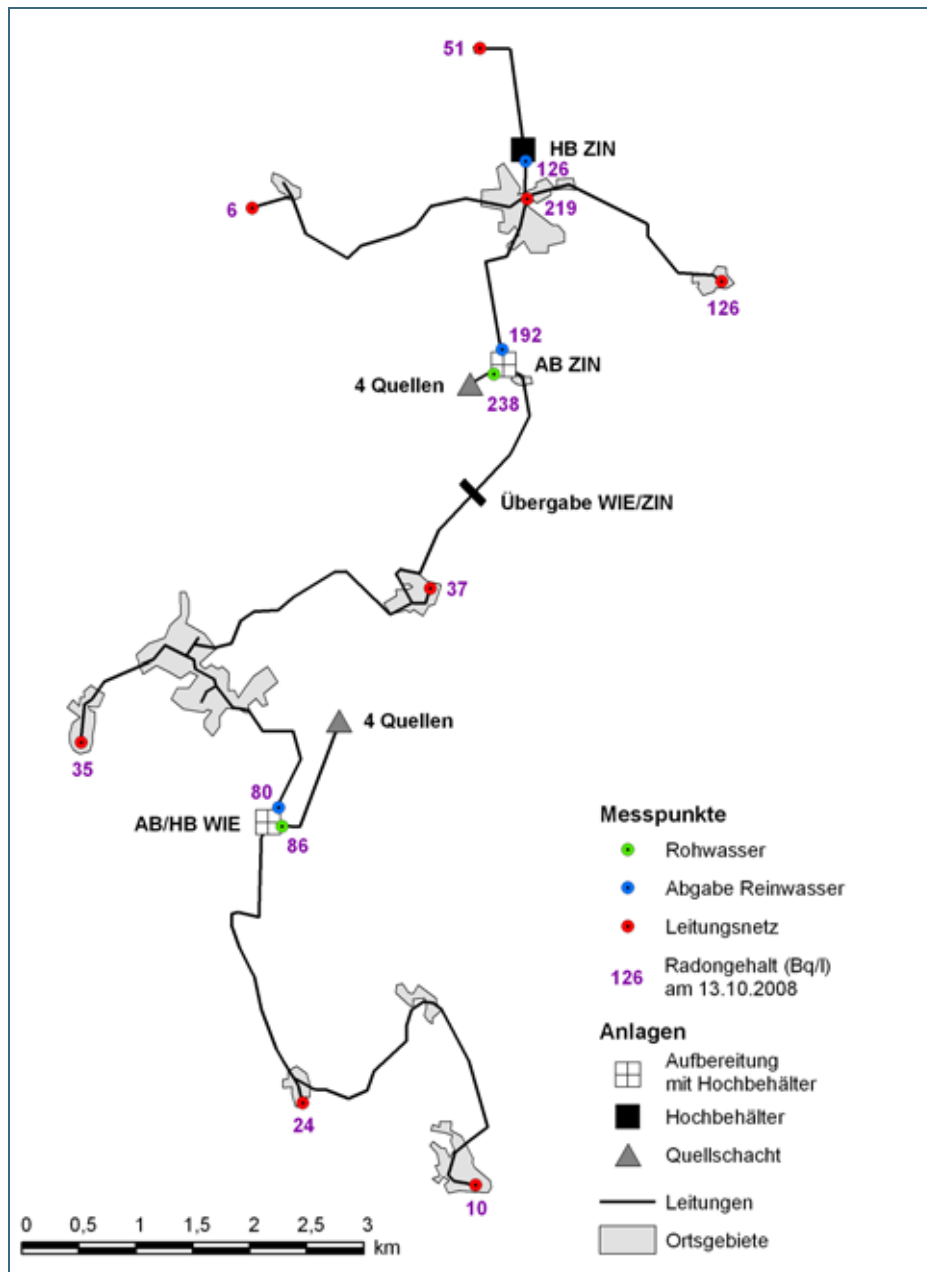 51
HB ZIN
126
6
219
126
192
AB ZIN
4 Quellen
238
Übergabe WIE/ZIN
37
4 Quellen
35
80
AB/HB WIE
86
24
10
Messpunkte
Rohwasser
Abgabe Reinwasser
Leitungsnetz
126 Radongehalt (Bq/l)
am 13.10.2008
Anlagen
Aufbereitung
mit Hochbehälter
Hochbehälter
Quellschacht
Leitungen
Ortsgebiete
0 0,5 1 1,5 2 2,5 3
km